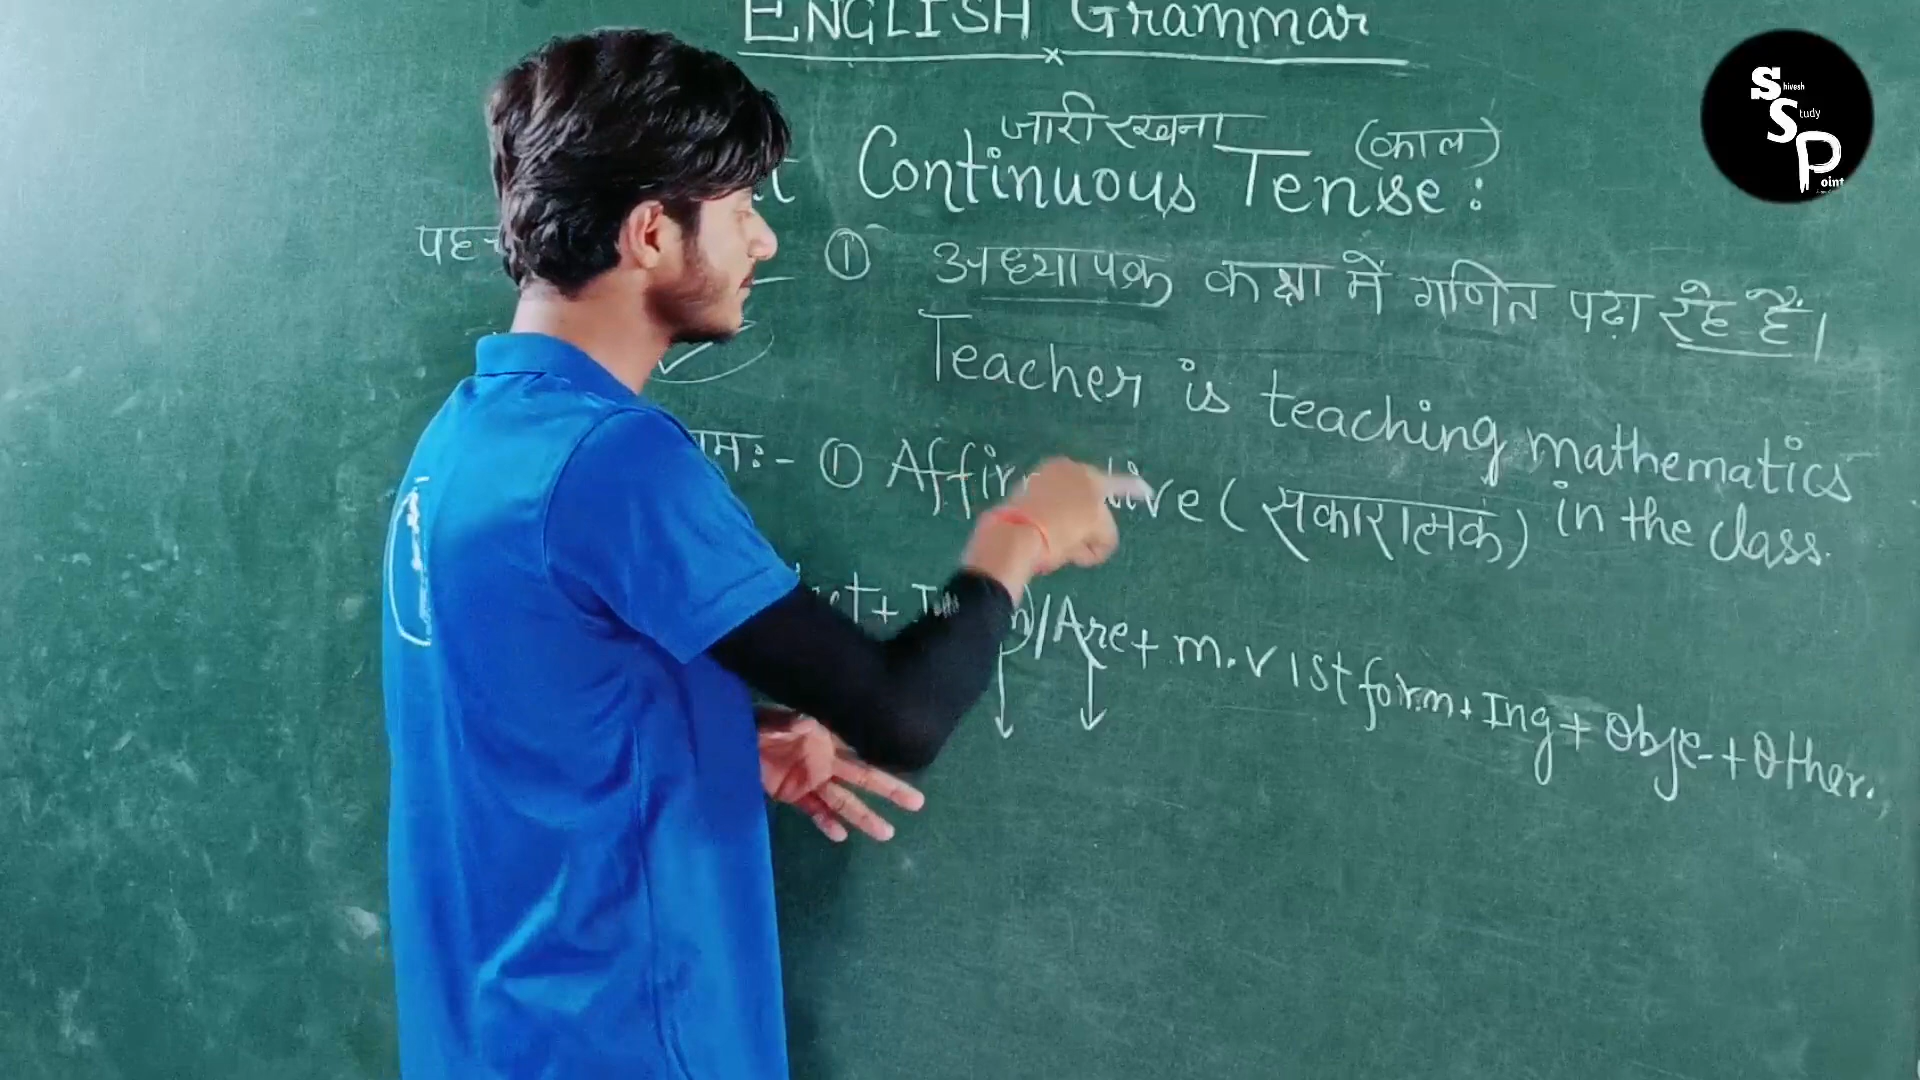 ENGLISH Grammar
जारी रखना (काल)
Continuous Tense :
① अध्यापक कक्षा में गणित पढ़ा रहे हैं।
Teacher is teaching mathematics
in the class.
① Affirmative ( सकारात्मक )
/Are + m.v 1st form + Ing + Obje- + Other.
Shivesh
Study
Point